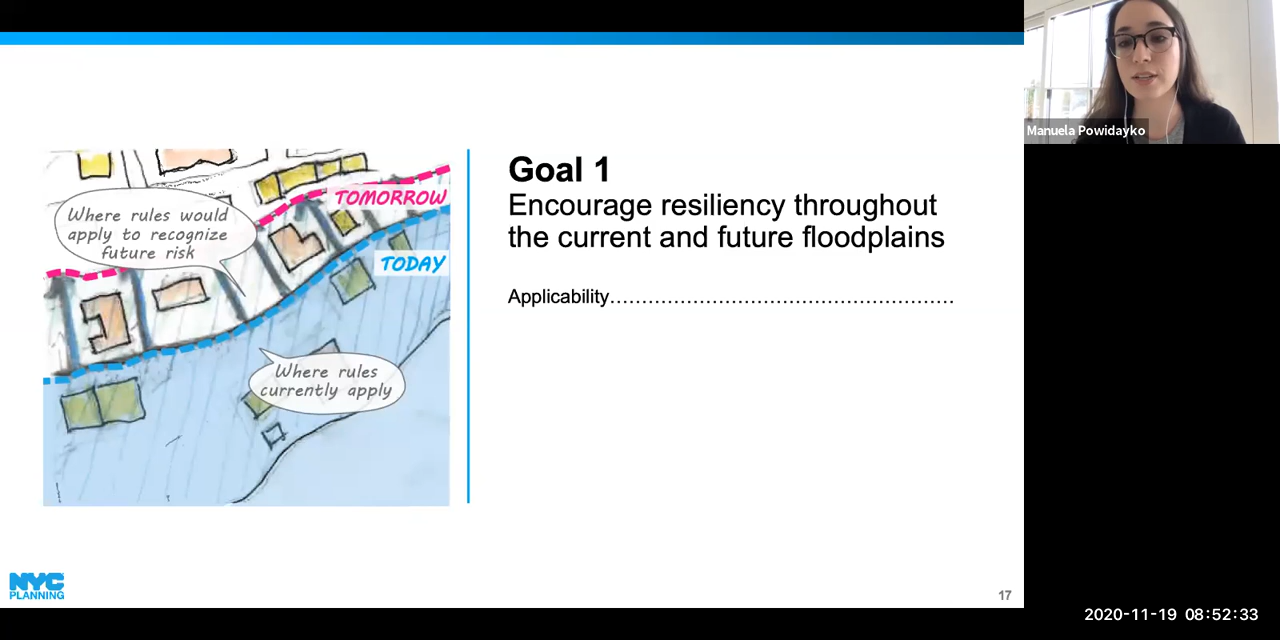 Manuela Powidayko
Where rules would
apply to recognize
future risk
TOMORROW
TODAY
Where rules
currently apply
Goal 1
Encourage resiliency throughout
the current and future floodplains
Applicability......................................................
NYC
PLANNING
17
2020-11-19 08:52:33